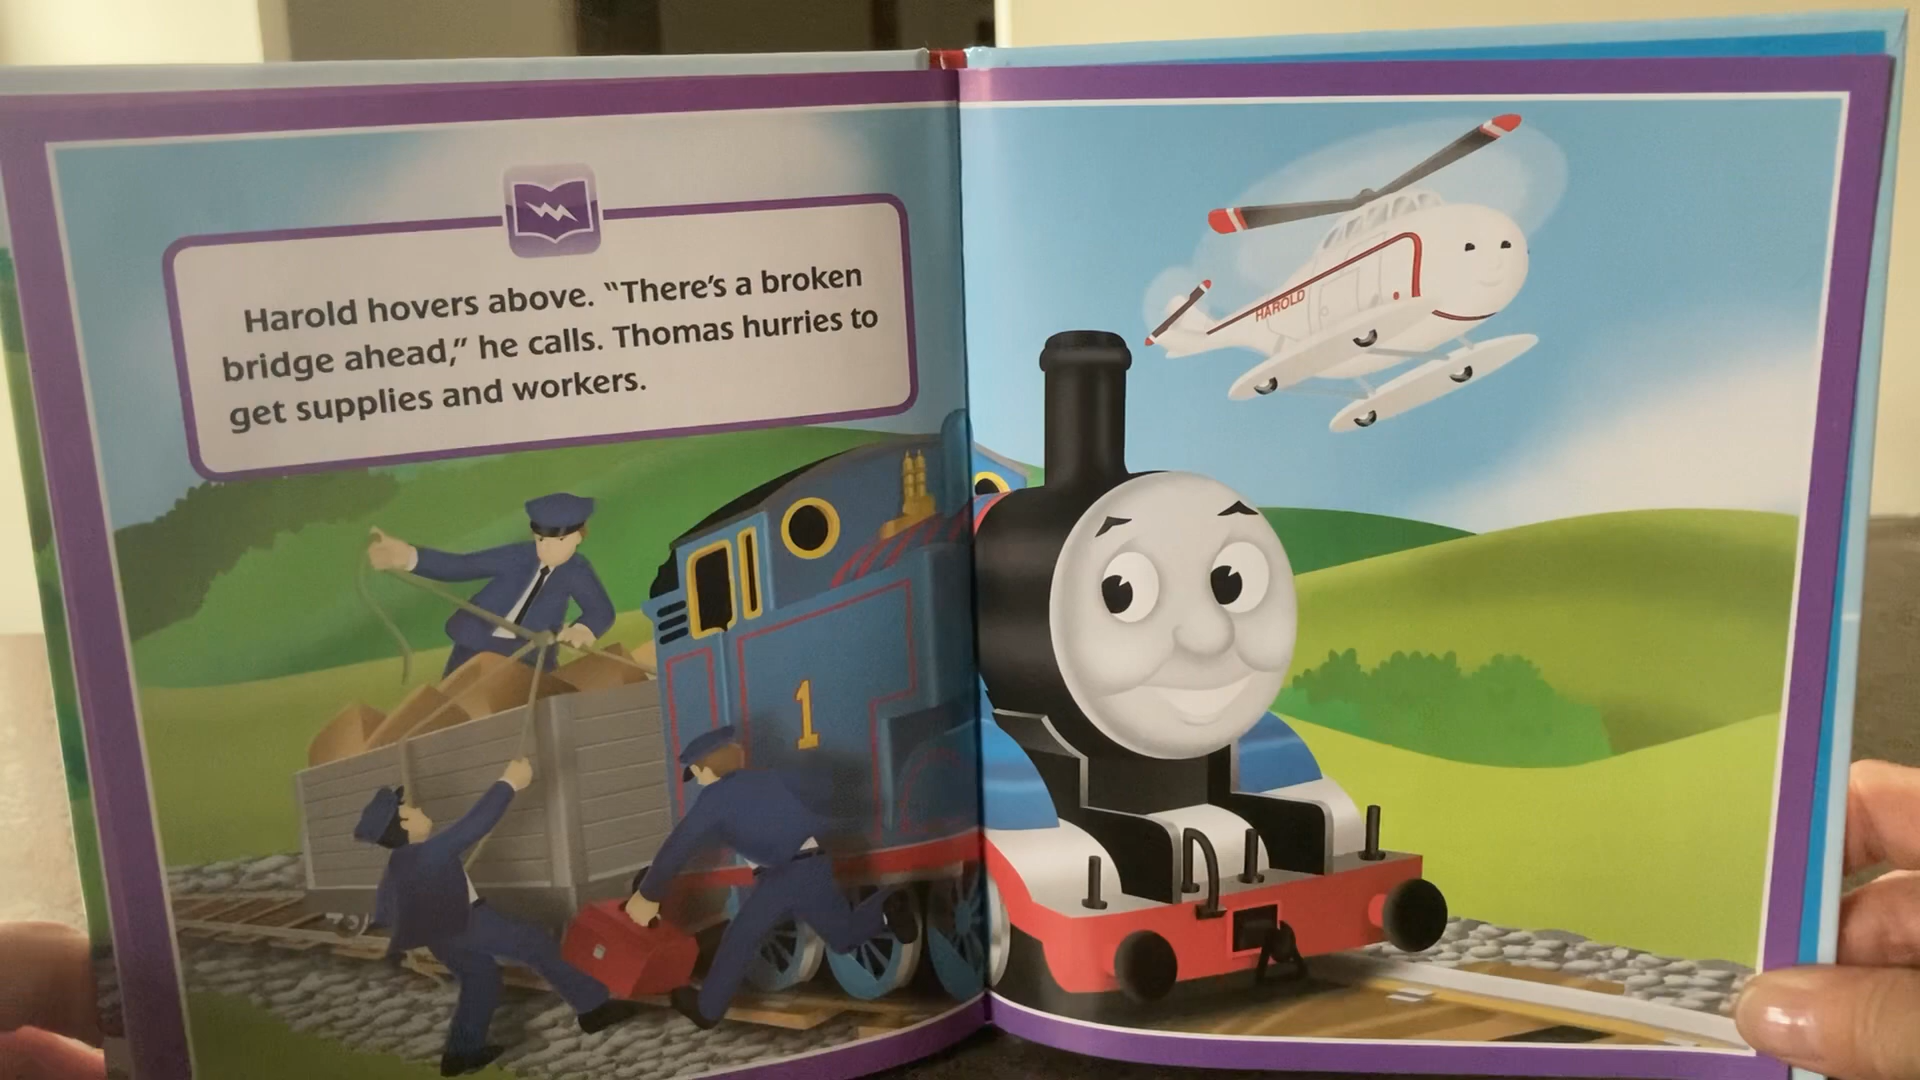 Harold hovers above. “There’s a broken
bridge ahead,” he calls. Thomas hurries to
get supplies and workers.
1
HAROLD